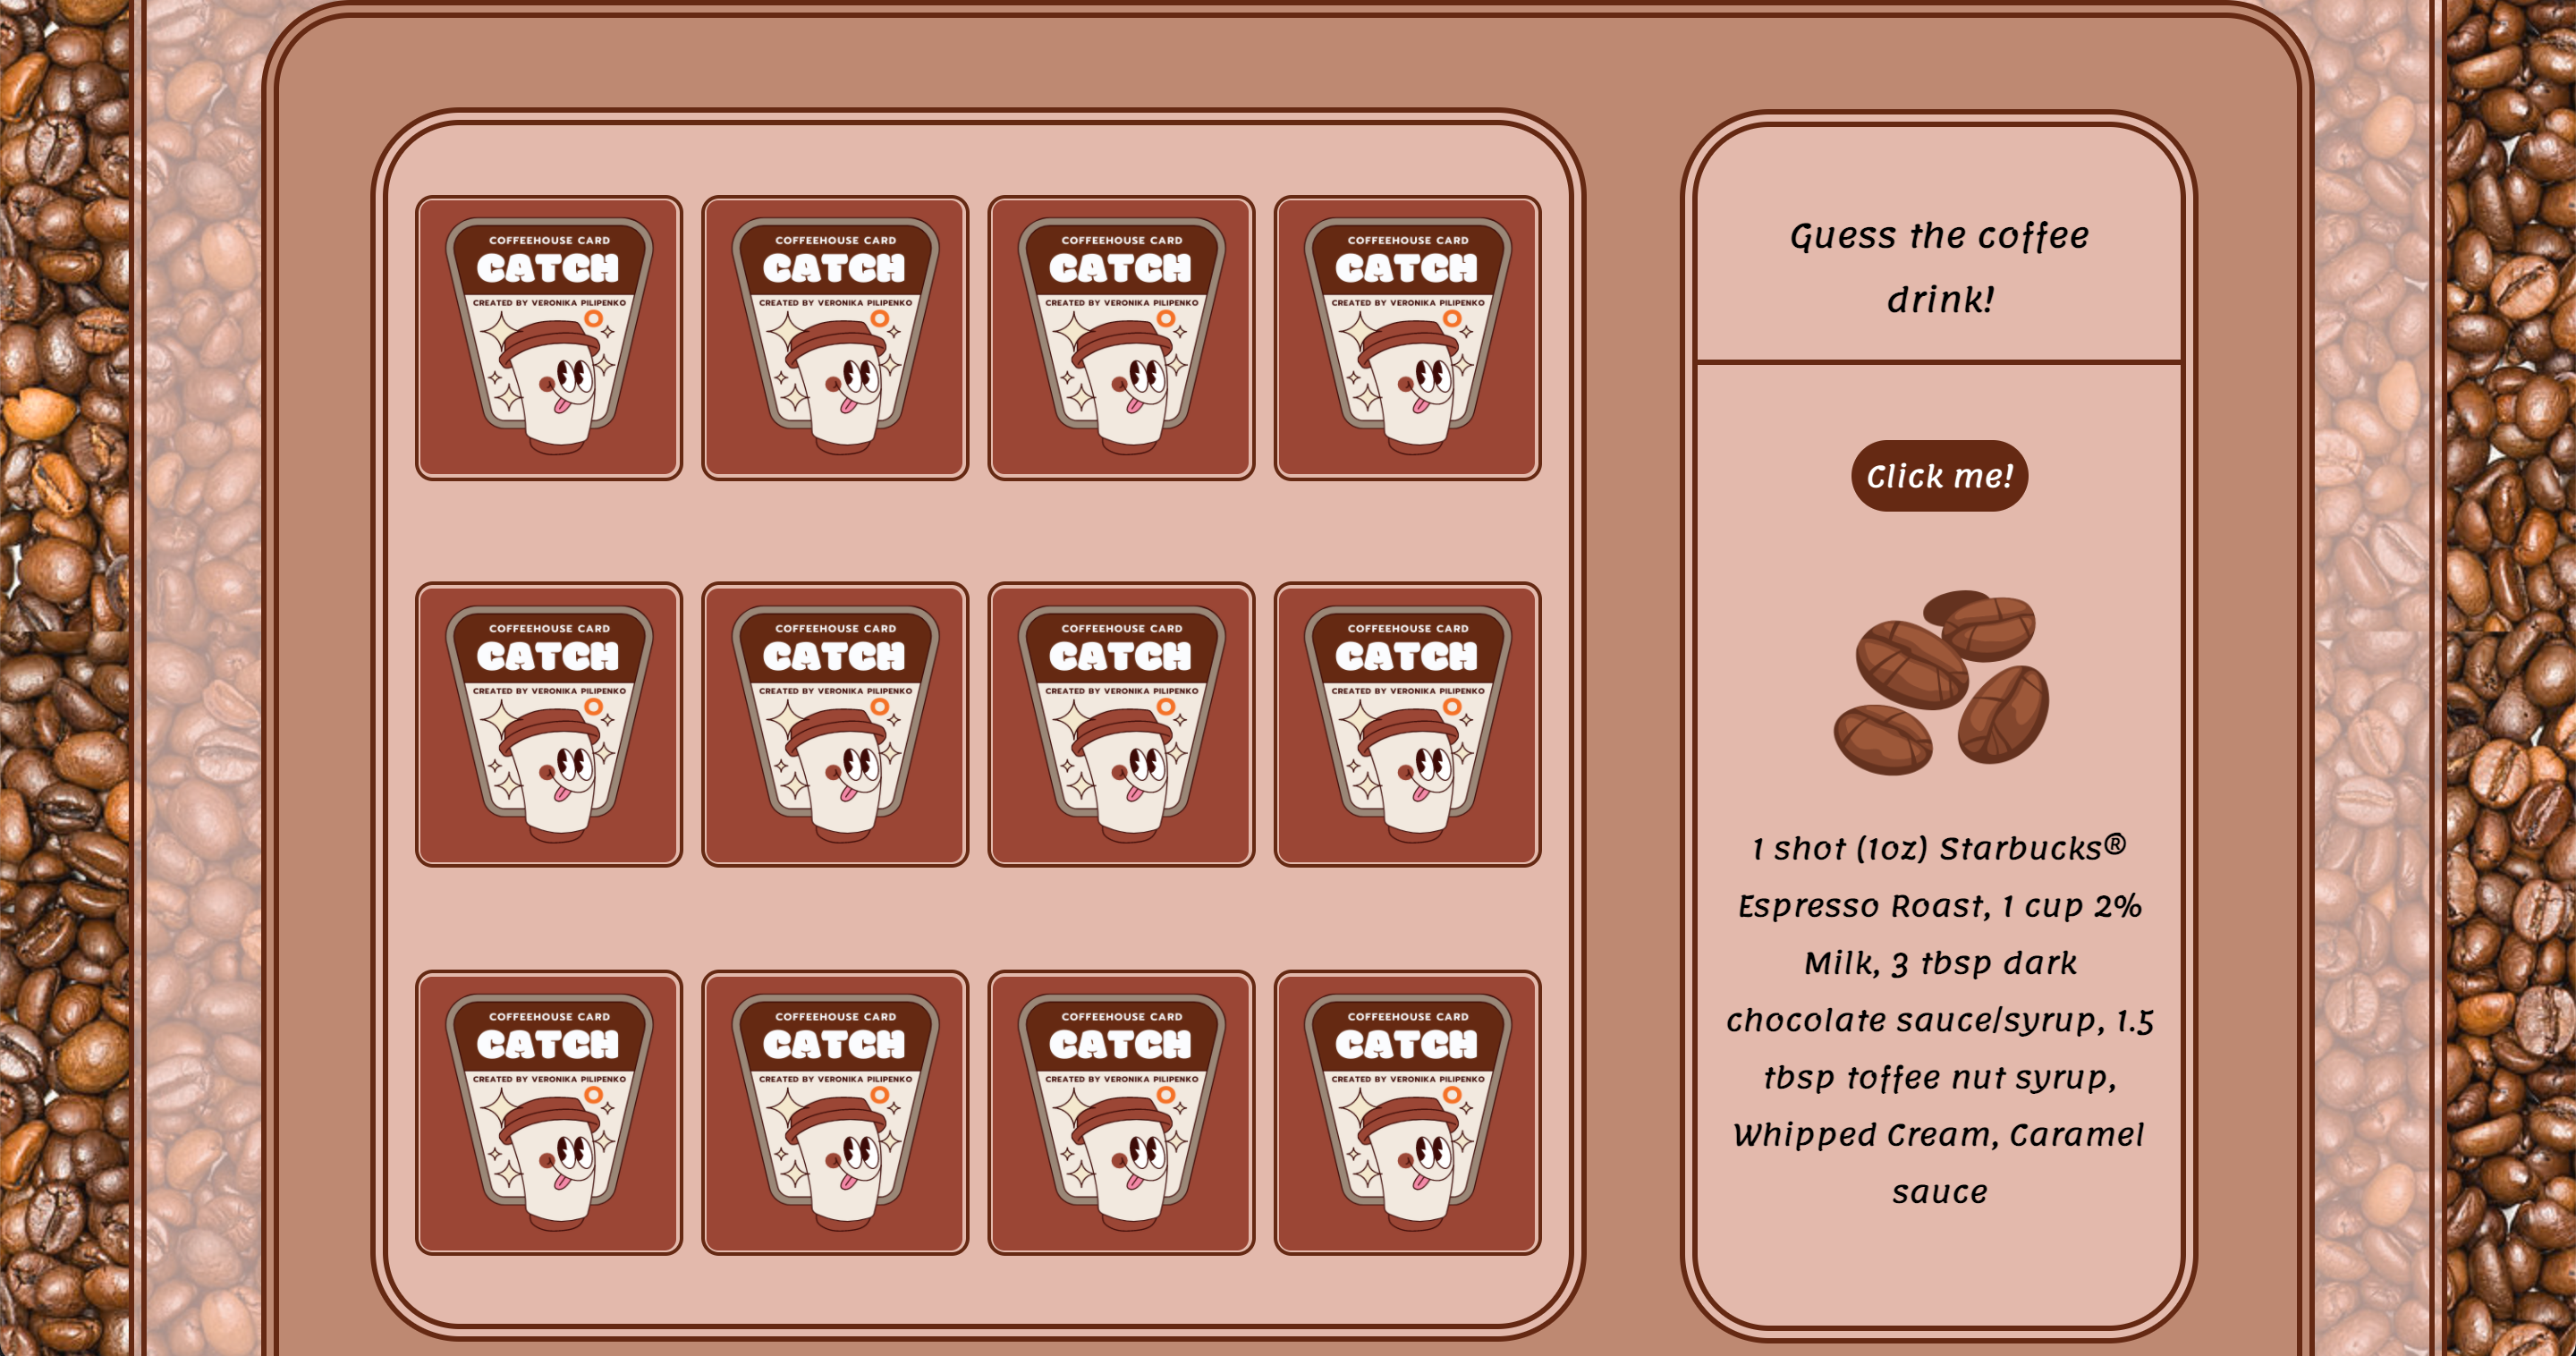 COFFEEHOUSE CARD
CATCH
CREATED BY VERONIKA PILIPENKO
COFFEEHOUSE CARD
CATCH
CREATED BY VERONIKA PILIPENKO
COFFEEHOUSE CARD
CATCH
CREATED BY VERONIKA PILIPENKO
COFFEEHOUSE CARD
CATCH
CREATED BY VERONIKA PILIPENKO
COFFEEHOUSE CARD
CATCH
CREATED BY VERONIKA PILIPENKO
COFFEEHOUSE CARD
CATCH
CREATED BY VERONIKA PILIPENKO
COFFEEHOUSE CARD
CATCH
CREATED BY VERONIKA PILIPENKO
COFFEEHOUSE CARD
CATCH
CREATED BY VERONIKA PILIPENKO
COFFEEHOUSE CARD
CATCH
CREATED BY VERONIKA PILIPENKO
COFFEEHOUSE CARD
CATCH
CREATED BY VERONIKA PILIPENKO
COFFEEHOUSE CARD
CATCH
CREATED BY VERONIKA PILIPENKO
COFFEEHOUSE CARD
CATCH
CREATED BY VERONIKA PILIPENKO
Guess the coffee
drink!
Click me!
1 shot (1oz) Starbucks®
Espresso Roast, 1 cup 2%
Milk, 3 tbsp dark
chocolate sauce/syrup, 1.5
tbsp toffee nut syrup,
Whipped Cream, Caramel
sauce